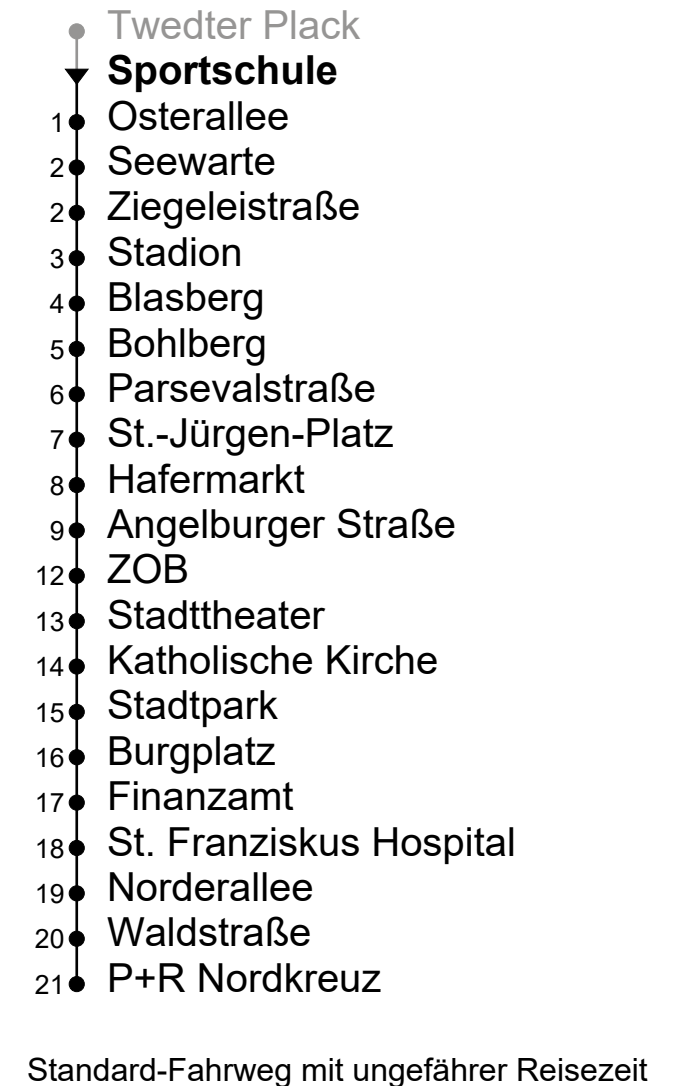 Twedter Plack
Sportschule
1 Osterallee
2 Seewarte
2 Ziegeleistraße
3 Stadion
4 Blasberg
5 Bohlberg
6 Parsevalstraße
7 St.-Jürgen-Platz
8 Hafermarkt
9 Angelburger Straße
12 ZOB
13 Stadttheater
14 Katholische Kirche
15 Stadtpark
16 Burgplatz
17 Finanzamt
18 St. Franziskus Hospital
19 Norderallee
20 Waldstraße
21 P+R Nordkreuz
Standard-Fahrweg mit ungefährer Reisezeit